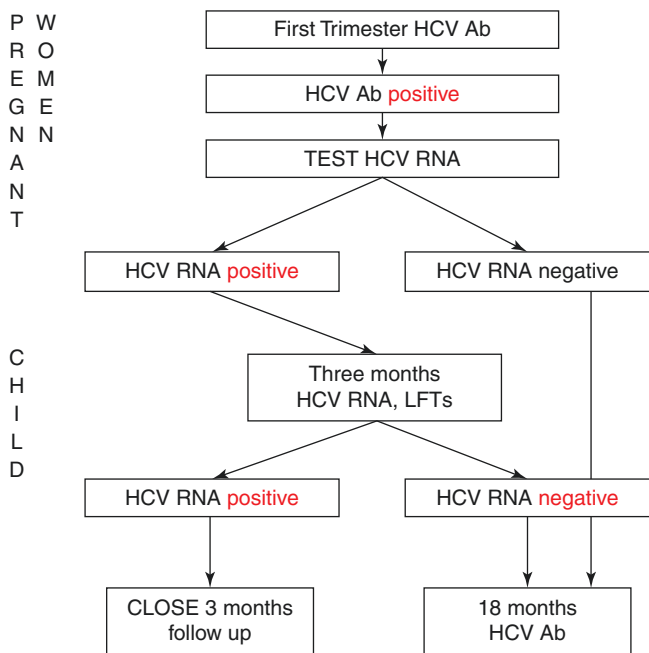 PREGNANT
WOMEN
First Trimester HCV Ab
HCV Ab positive
TEST HCV RNA
HCV RNA positive
HCV RNA negative
CHILD
Three months
HCV RNA, LFTs
HCV RNA positive
HCV RNA negative
CLOSE 3 months
follow up
18 months
HCV Ab